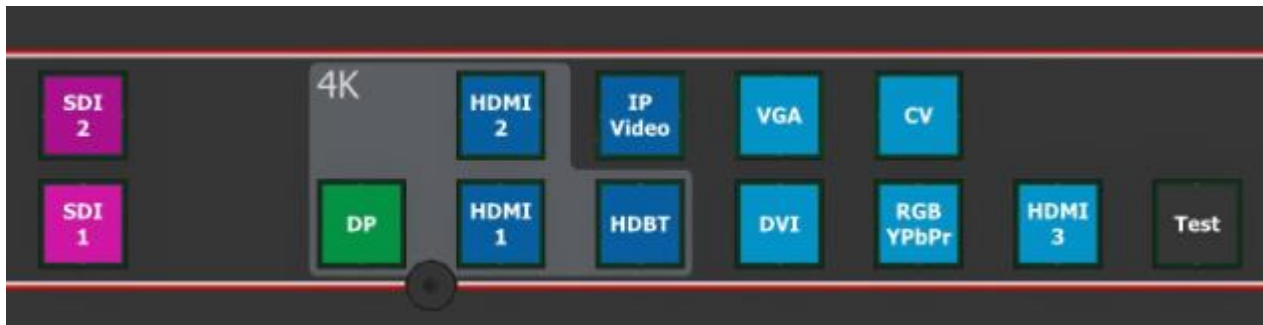 SDI
2
4K
HDMI
2
IP
Video
VGA
CV
SDI
1
DP
HDMI
1
HDBT
DVI
RGB
YPbPr
HDMI
3
Test